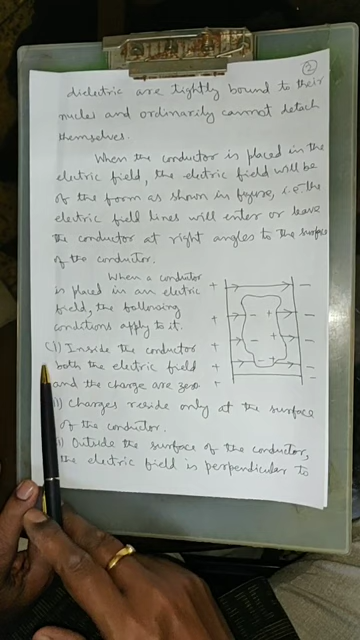 2
dielectric are tightly bound to their
nuclei and ordinarily cannot detach
themselves.
When the conductor is placed in the
electric field, the electric field will be
of the form as shown in figure, i.e. the
electric field lines will enter or leave
the conductor at right angles to the surface
of the conductor.
When a conductor
is placed in an electric
field, the following
conditions apply to it.
(i) Inside the conductor
both the electric field
and the charge are zero.
ii) Charges reside only at the surface
of the conductor.
i) Outside the surface of the conductor,
the electric field is perpendicular to
+ −
+ − + −
+ − + −
+ − + −
+ −